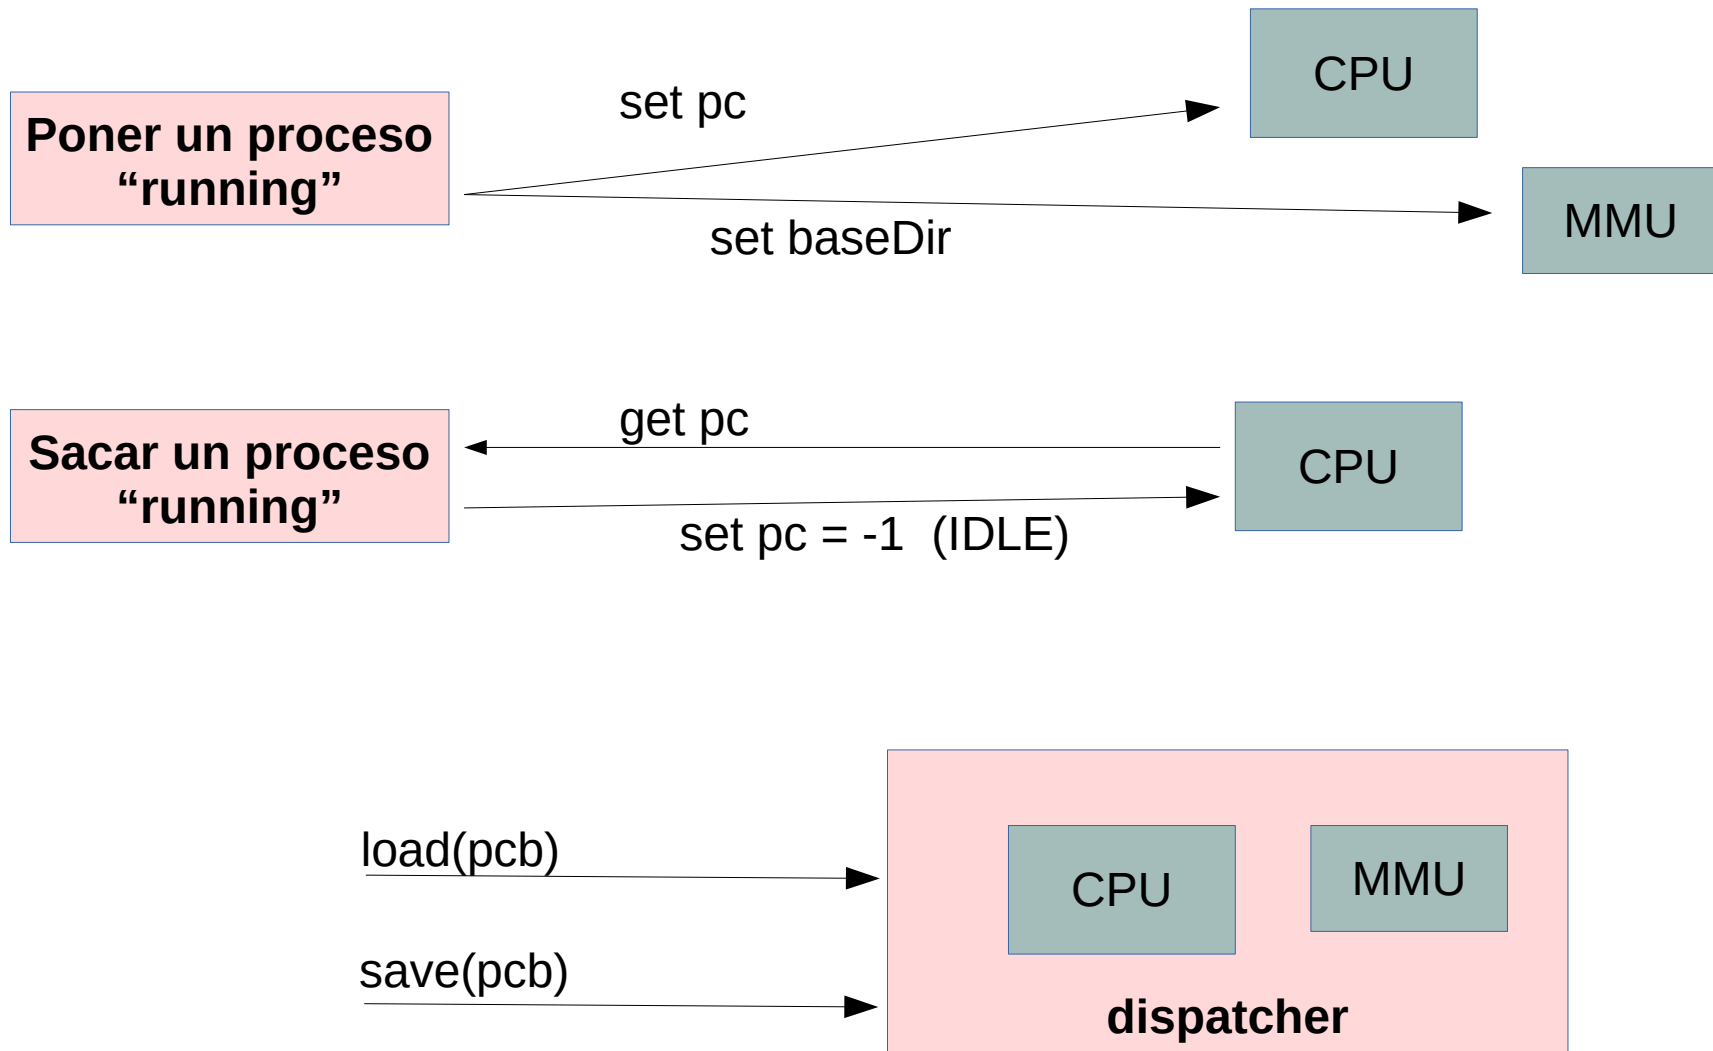 CPU
set pc
Poner un proceso
“running”
MMU
set baseDir
get pc
Sacar un proceso
“running”
CPU
set pc = -1  (IDLE)
load(pcb)
CPU
MMU
save(pcb)
dispatcher